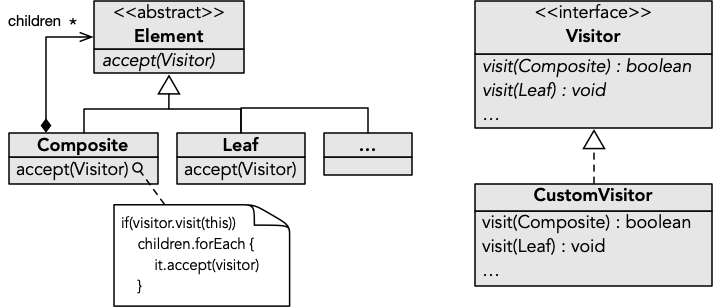 <<abstract>>
Element
accept(Visitor)
children *
Composite
accept(Visitor)
Leaf
accept(Visitor)
...
if(visitor.visit(this))
children.forEach {
it.accept(visitor)
}
<<interface>>
Visitor
visit(Composite) : boolean
visit(Leaf) : void
...
CustomVisitor
visit(Composite) : boolean
visit(Leaf) : void
...